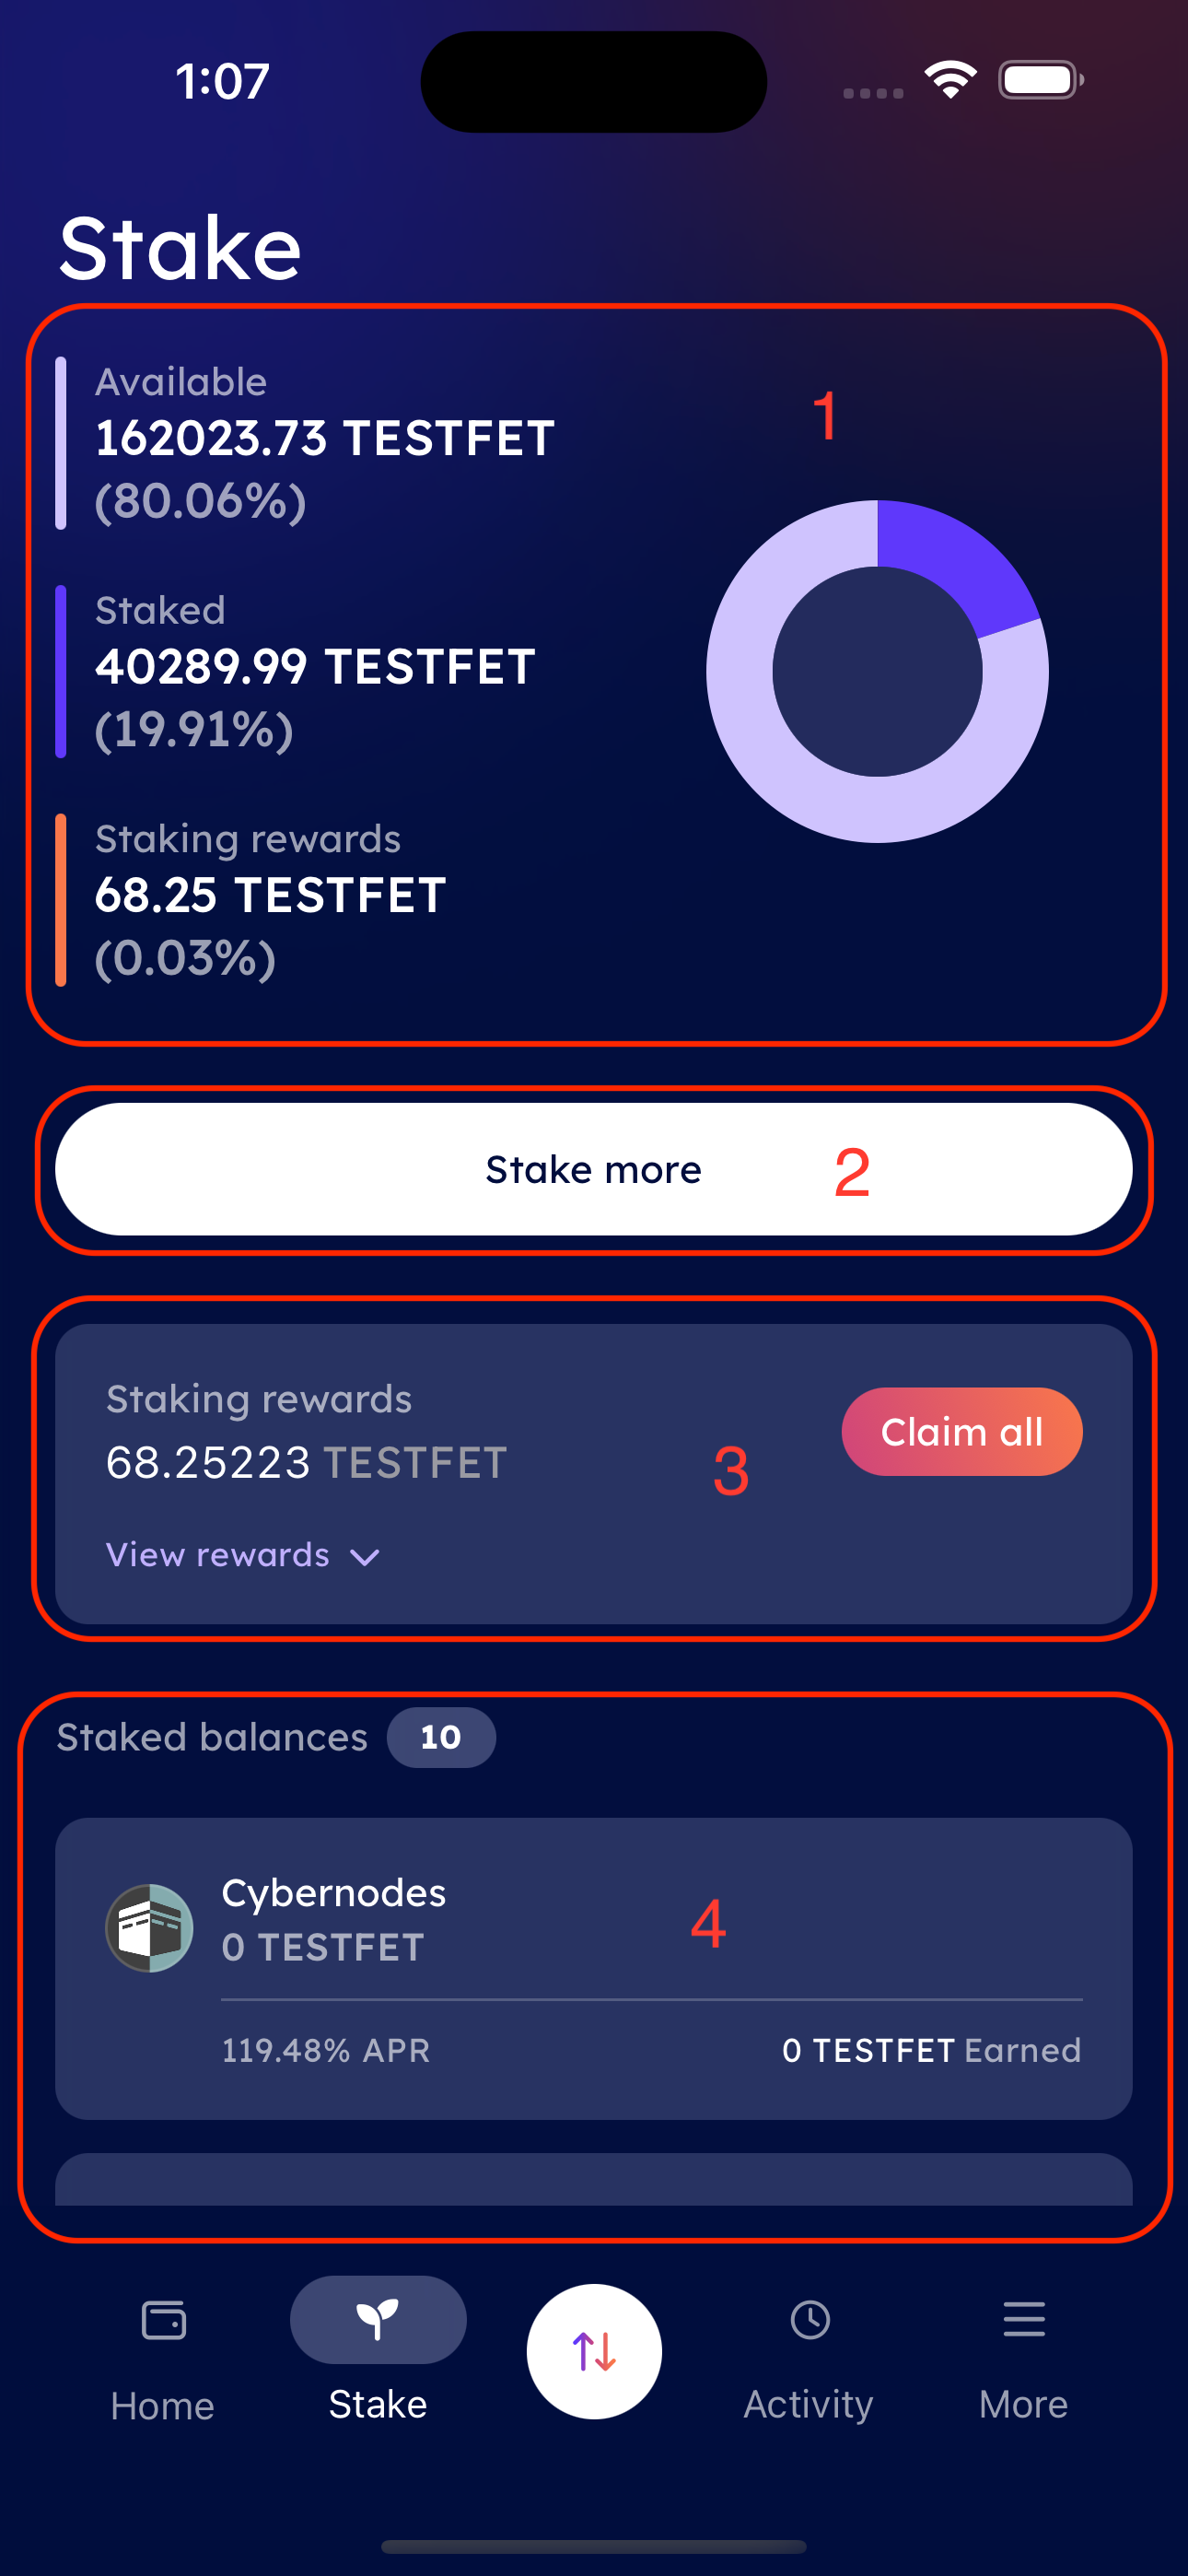 1:07
Stake
Available
162023.73 TESTFET
(80.06%)
1
Staked
40289.99 TESTFET
(19.91%)
Staking rewards
68.25 TESTFET
(0.03%)
Stake more
2
Staking rewards
68.25223 TESTFET
3
Claim all
View rewards
Staked balances 10
Cybernodes
0 TESTFET
4
119.48% APR
0 TESTFET Earned
Home
Stake
Activity
More